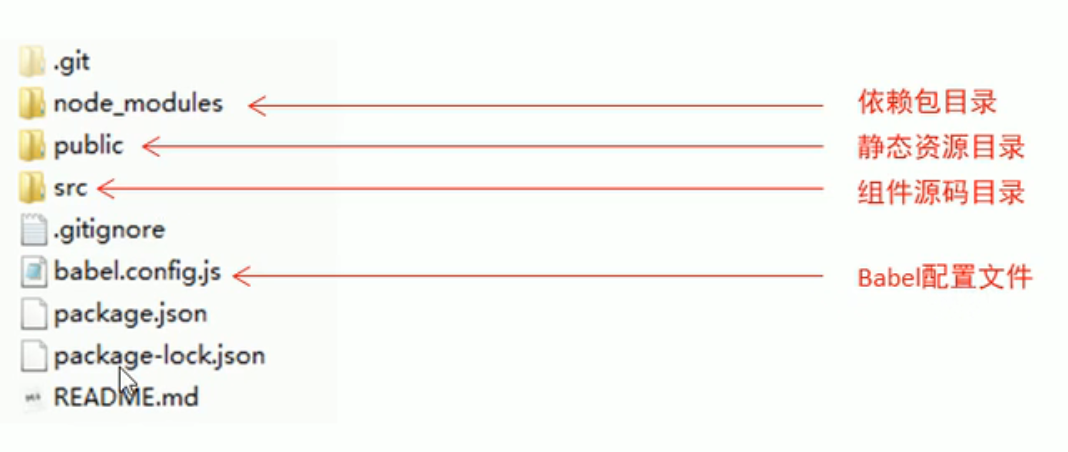 .git
node_modules 依赖包目录
public 静态资源目录
src 组件源码目录
.gitignore
babel.config.js Babel配置文件
package.json
package-lock.json
README.md